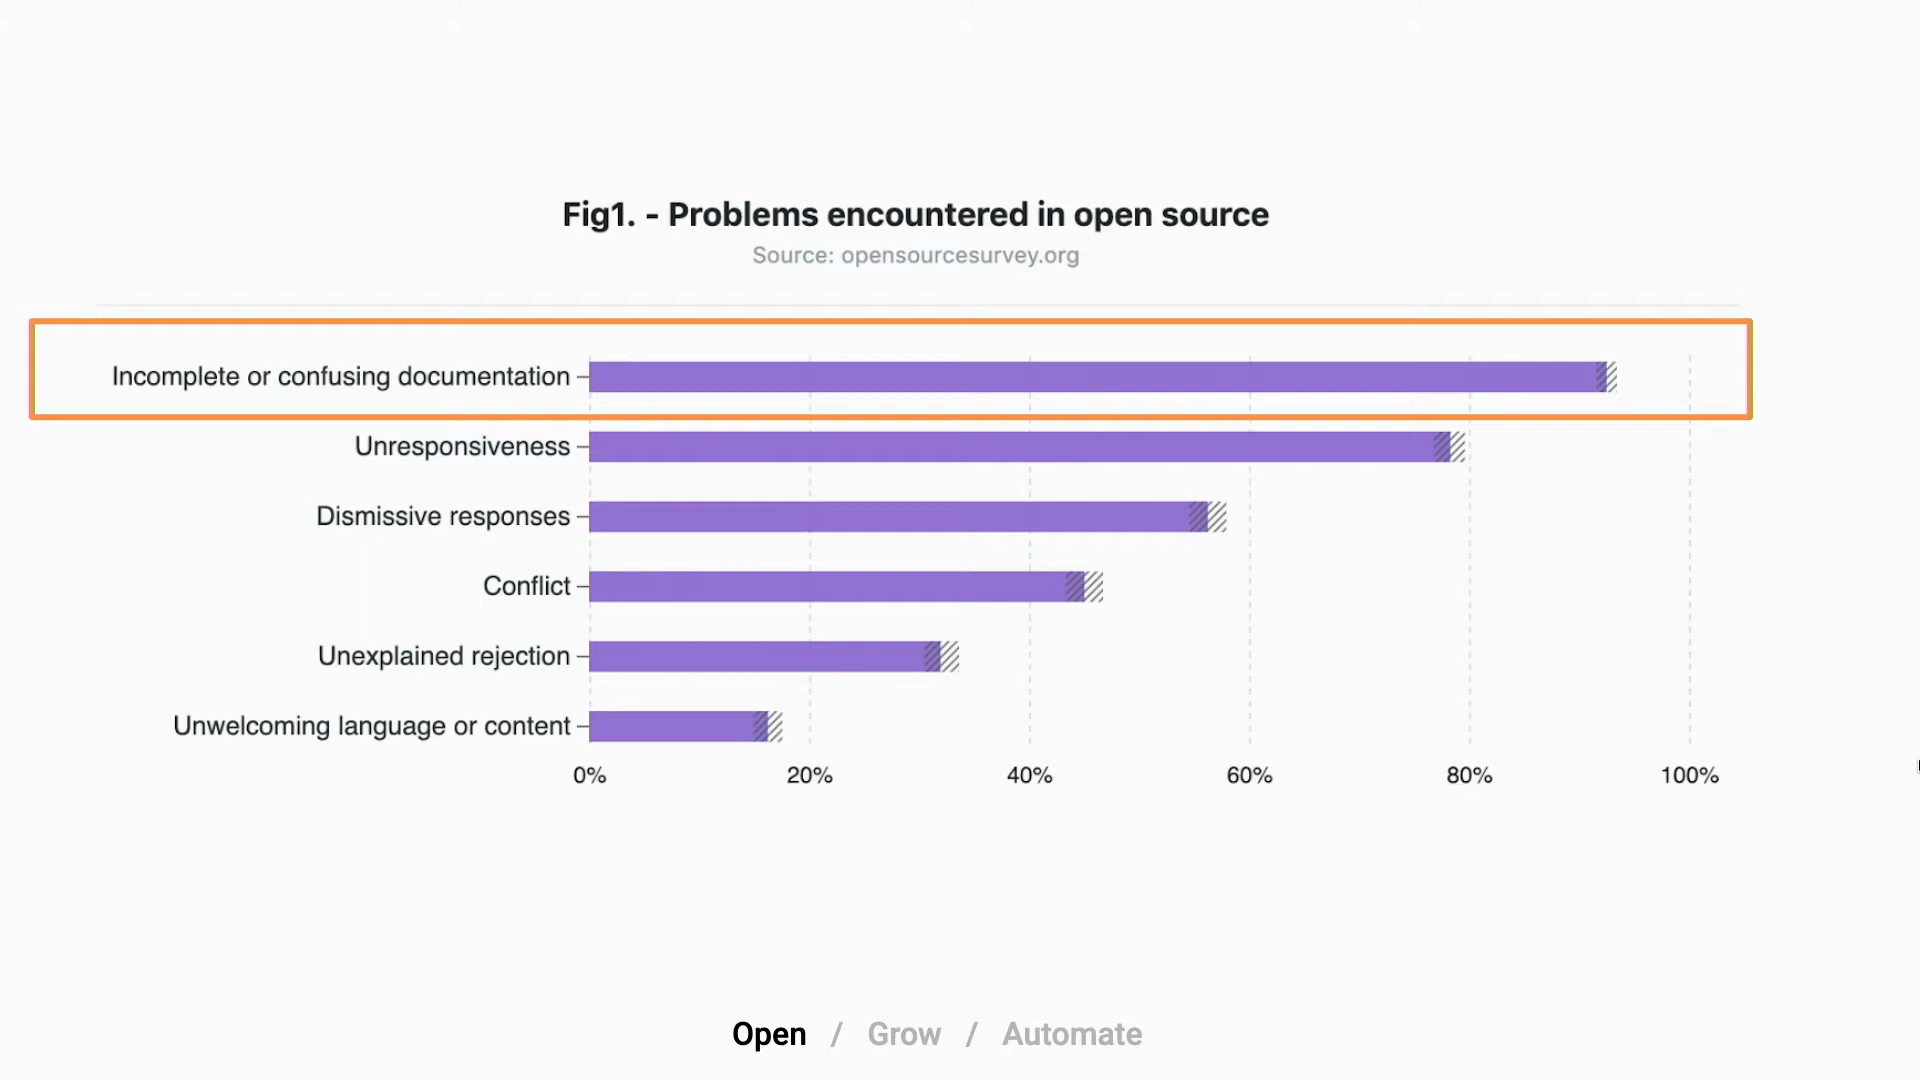 Fig1. - Problems encountered in open source
Source: opensourcesurvey.org
Incomplete or confusing documentation
Unresponsiveness
Dismissive responses
Conflict
Unexplained rejection
Unwelcoming language or content
0% 20% 40% 60% 80% 100%
Open / Grow / Automate